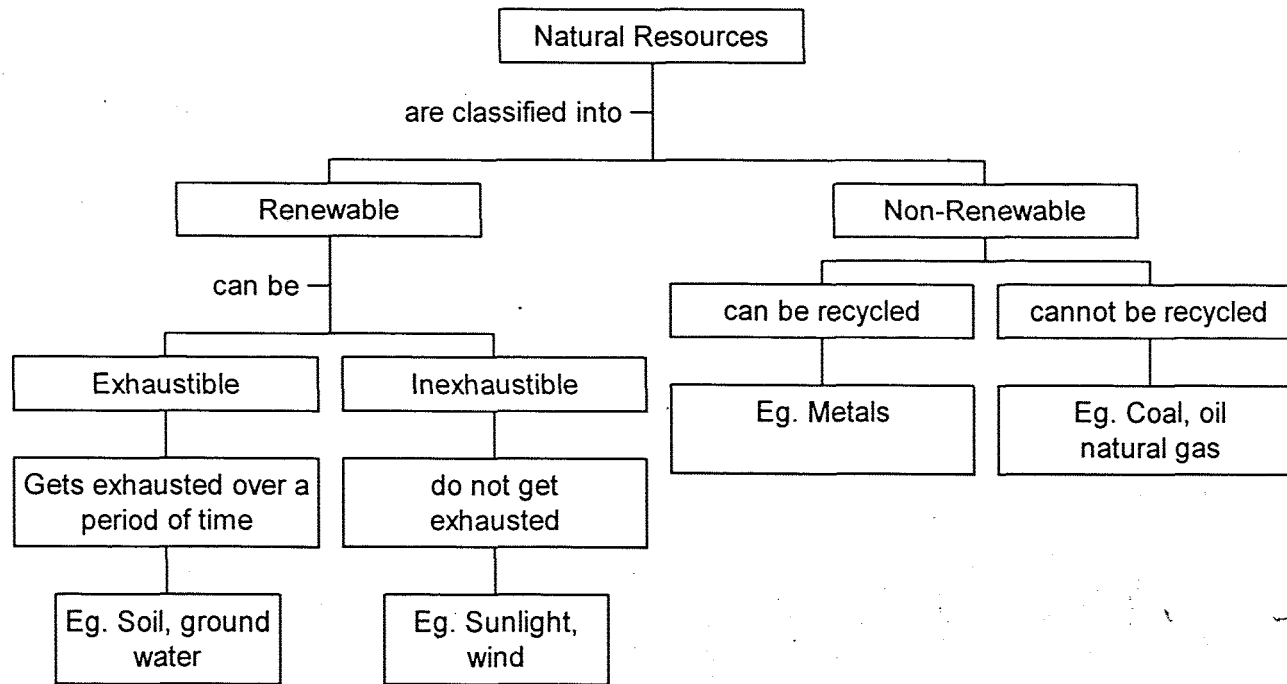 Natural Resources
are classified into
Renewable
Non-Renewable
can be
can be recycled
cannot be recycled
Exhaustible
Inexhaustible
Eg. Metals
Eg. Coal, oil
natural gas
Gets exhausted over a
period of time
do not get
exhausted
Eg. Soil, ground
water
Eg. Sunlight,
wind